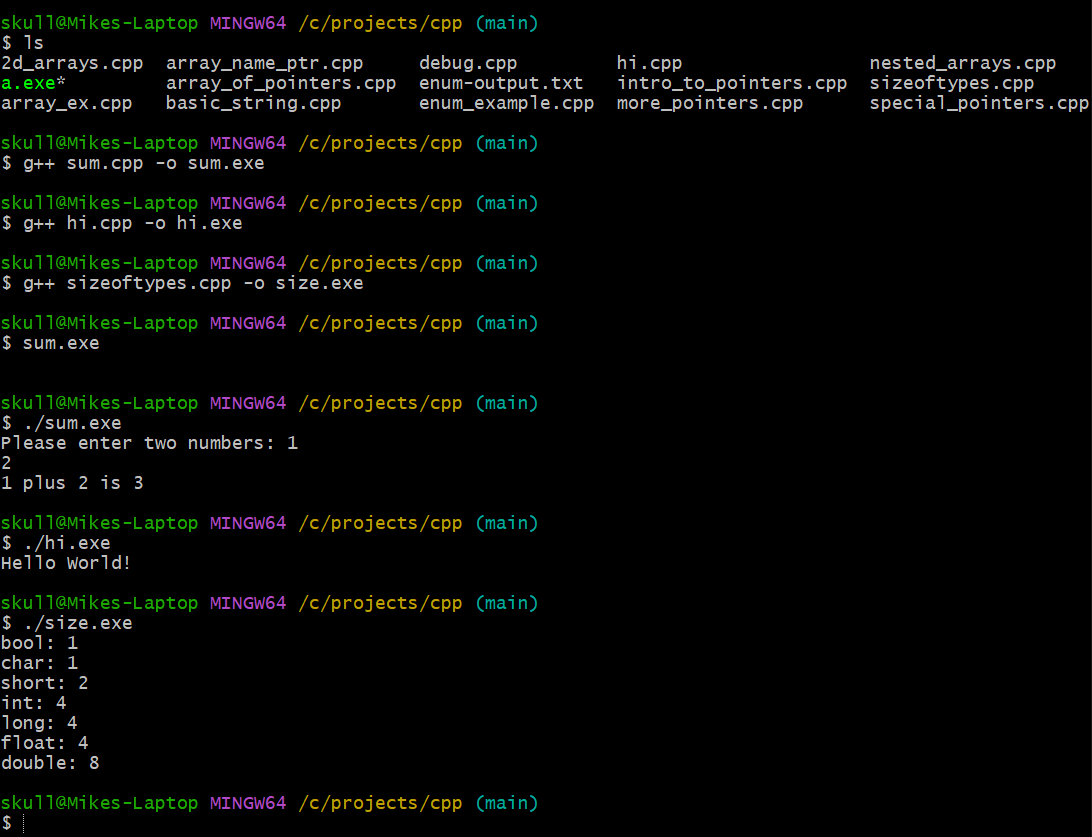 skull@Mikes-Laptop MINGW64 /c/projects/cpp (main)
$ ls
2d_arrays.cpp  array_name_ptr.cpp     debug.cpp         hi.cpp                 nested_arrays.cpp
a.exe*         array_of_pointers.cpp  enum-output.txt   intro_to_pointers.cpp  sizeoftypes.cpp
array_ex.cpp   basic_string.cpp       enum_example.cpp  more_pointers.cpp      special_pointers.cpp
skull@Mikes-Laptop MINGW64 /c/projects/cpp (main)
$ g++ sum.cpp -o sum.exe
skull@Mikes-Laptop MINGW64 /c/projects/cpp (main)
$ g++ hi.cpp -o hi.exe
skull@Mikes-Laptop MINGW64 /c/projects/cpp (main)
$ g++ sizeoftypes.cpp -o size.exe
skull@Mikes-Laptop MINGW64 /c/projects/cpp (main)
$ sum.exe
skull@Mikes-Laptop MINGW64 /c/projects/cpp (main)
$ ./sum.exe
Please enter two numbers: 1
2
1 plus 2 is 3
skull@Mikes-Laptop MINGW64 /c/projects/cpp (main)
$ ./hi.exe
Hello World!
skull@Mikes-Laptop MINGW64 /c/projects/cpp (main)
$ ./size.exe
bool: 1
char: 1
short: 2
int: 4
long: 4
float: 4
double: 8
skull@Mikes-Laptop MINGW64 /c/projects/cpp (main)
$